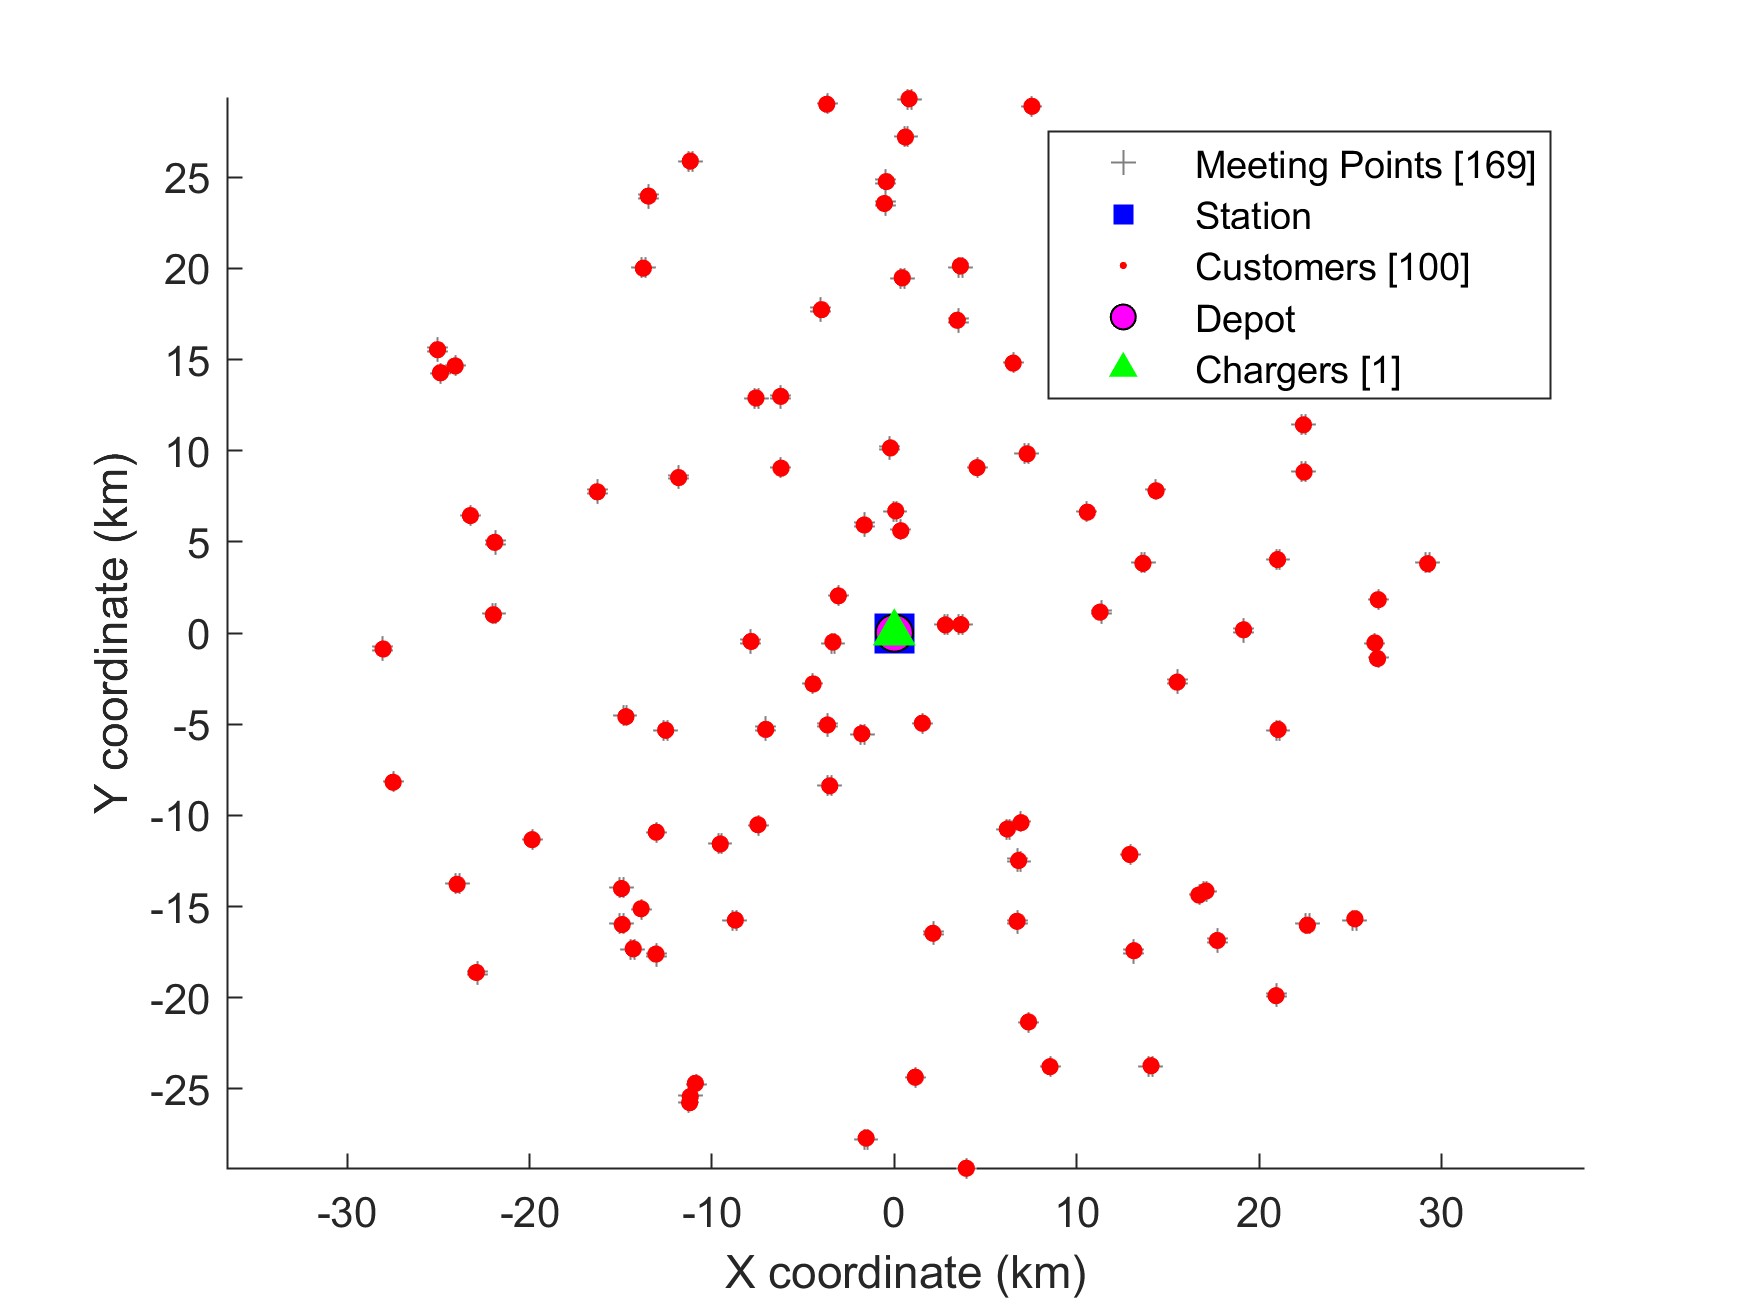 25
20
15
10
5
0
-5
-10
-15
-20
-25
-30
-20
-10
0
10
20
30
X coordinate (km)
Y coordinate (km)
Meeting Points [169]
Station
Customers [100]
Depot
Chargers [1]